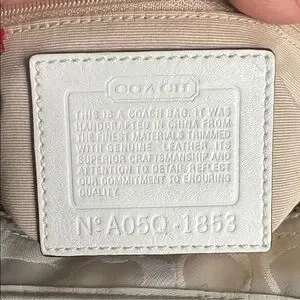 COACH
THIS IS A COACH BAG. IT WAS
HANDCRAFTED IN CHINA FROM
THE FINEST MATERIALS TRIMMED
WITH GENUINE LEATHER. ITS
SUPERIOR CRAFTSMANSHIP AND
ATTENTION TO DETAIL REFLECT
OUR COMMITMENT TO ENDURING
QUALITY.
Nº A05Q-1853